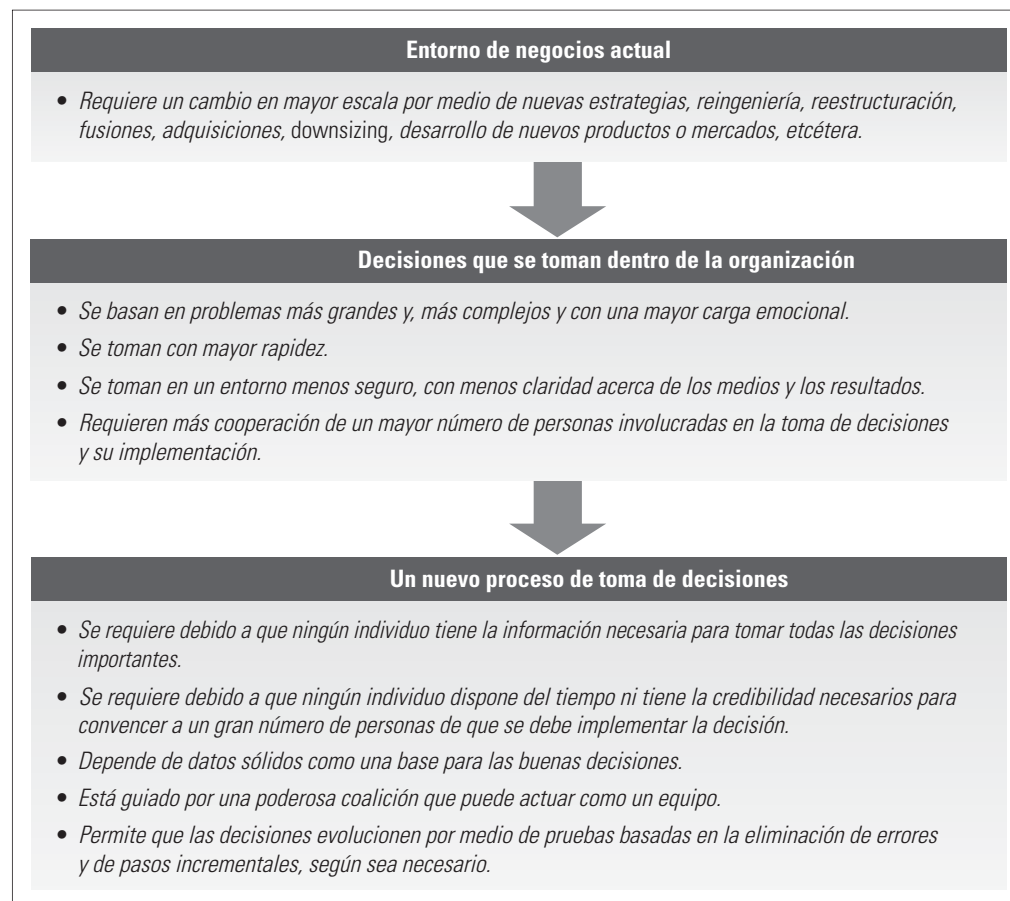 Entorno de negocios actual
• Requiere un cambio en mayor escala por medio de nuevas estrategias, reingeniería, reestructuración,
fusiones, adquisiciones, downsizing, desarrollo de nuevos productos o mercados, etcétera.
Decisiones que se toman dentro de la organización
• Se basan en problemas más grandes y, más complejos y con una mayor carga emocional.
• Se toman con mayor rapidez.
• Se toman en un entorno menos seguro, con menos claridad acerca de los medios y los resultados.
• Requieren más cooperación de un mayor número de personas involucradas en la toma de decisiones
y su implementación.
Un nuevo proceso de toma de decisiones
• Se requiere debido a que ningún individuo tiene la información necesaria para tomar todas las decisiones
importantes.
• Se requiere debido a que ningún individuo dispone del tiempo ni tiene la credibilidad necesarios para
convencer a un gran número de personas de que se debe implementar la decisión.
• Depende de datos sólidos como una base para las buenas decisiones.
• Está guiado por una poderosa coalición que puede actuar como un equipo.
• Permite que las decisiones evolucionen por medio de pruebas basadas en la eliminación de errores
y de pasos incrementales, según sea necesario.